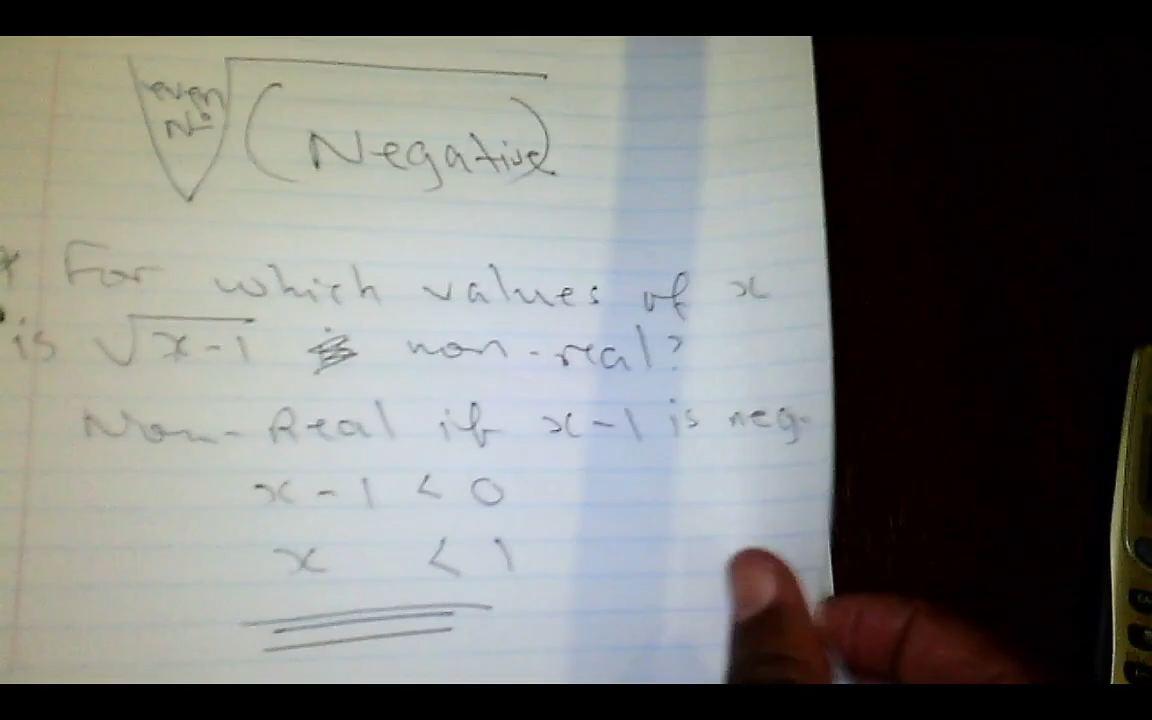 even
Nº
(Negative)
* For which values of x
is √x-1 non-real?
Non-Real if x-1 is neg.
x - 1 < 0
x < 1